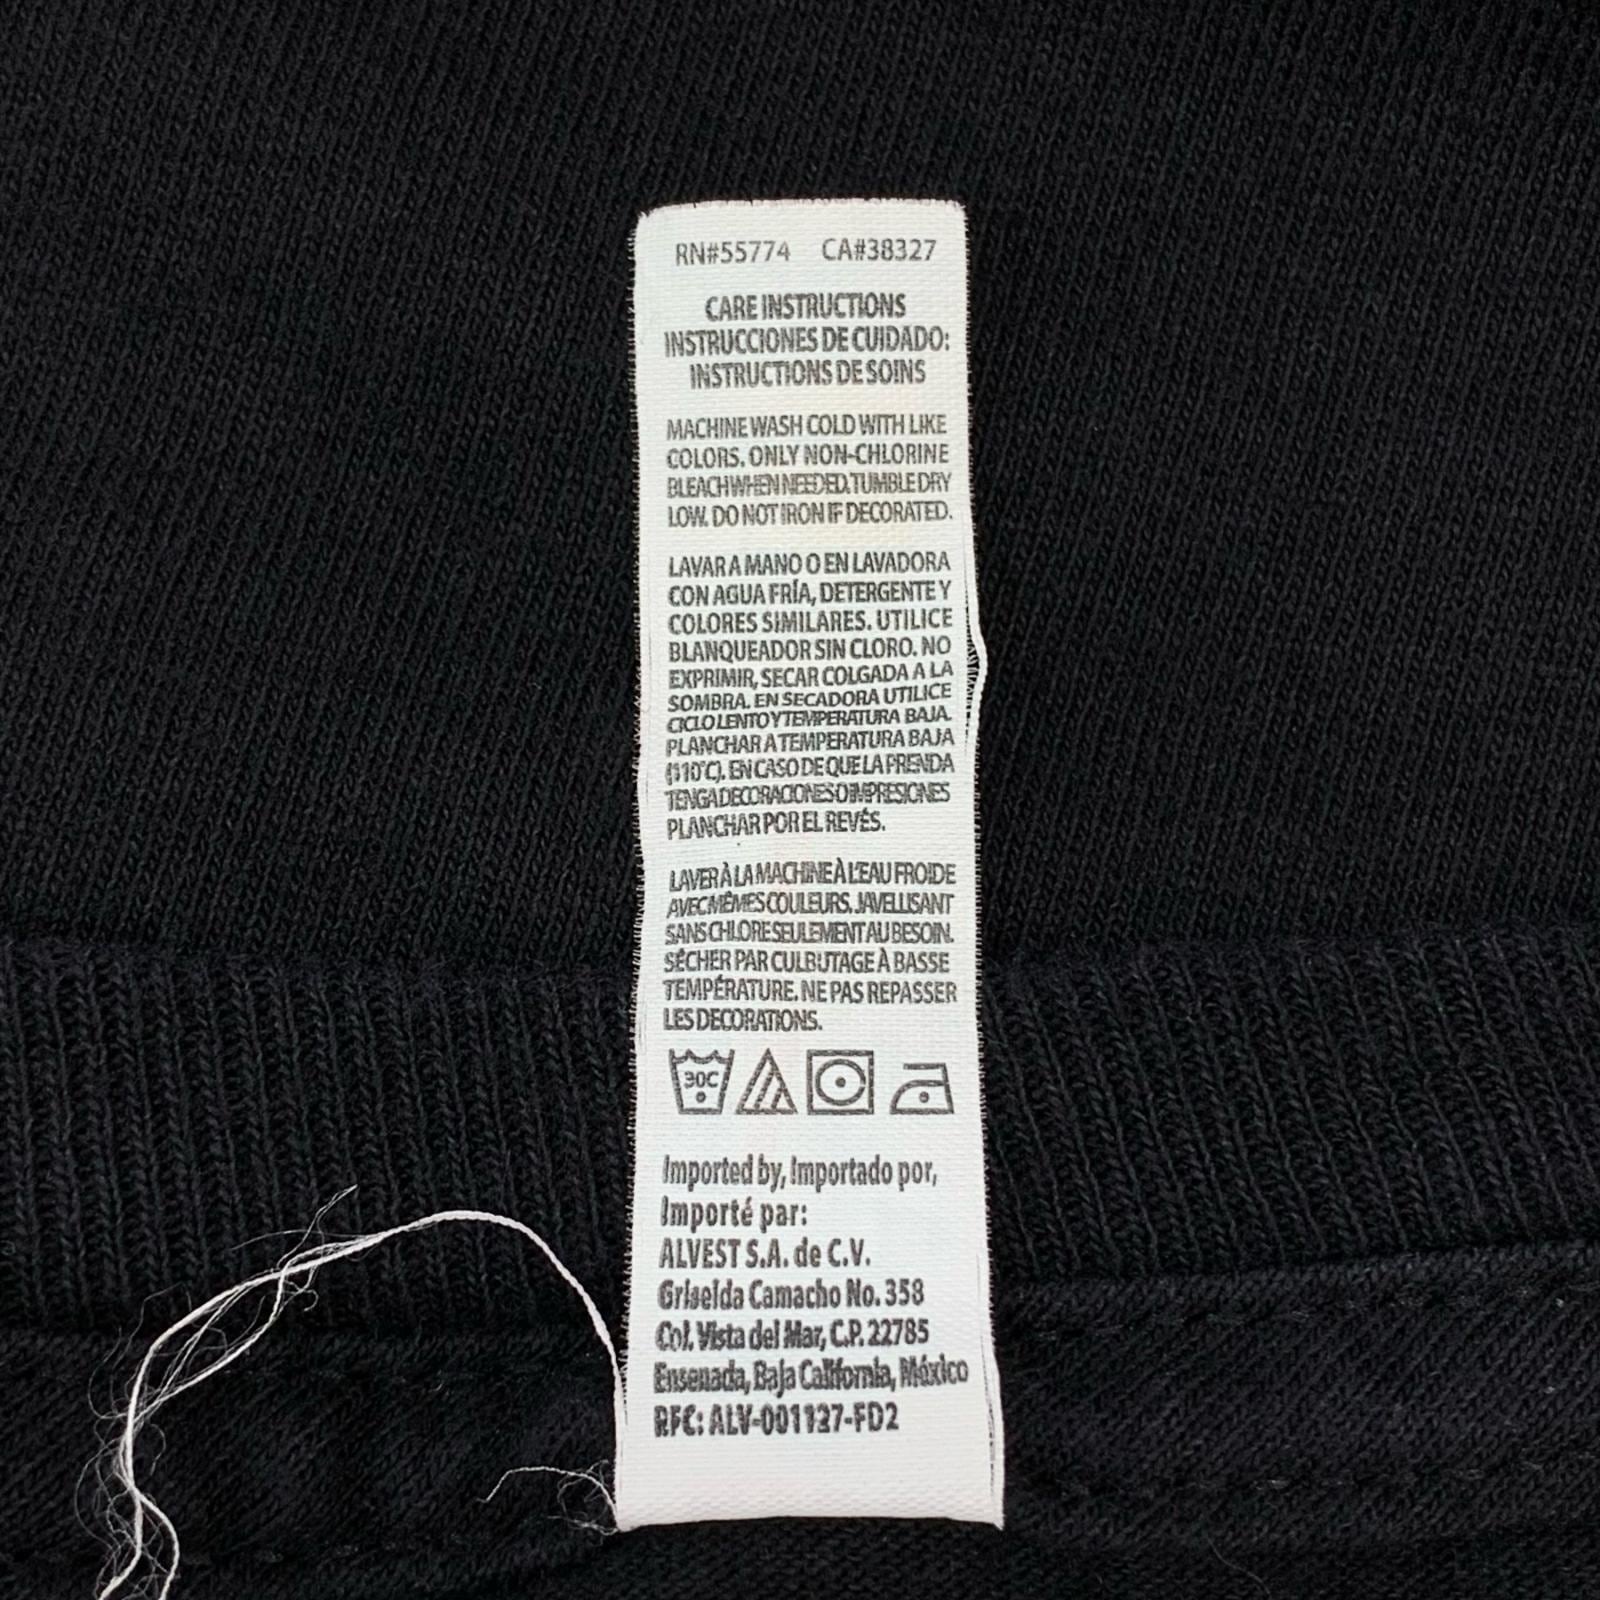 RN#55774 CA#38327
CARE INSTRUCTIONS
INSTRUCCIONES DE CUIDADO:
INSTRUCTIONS DE SOINS
MACHINE WASH COLD WITH LIKE
COLORS. ONLY NON-CHLORINE
BLEACH WHEN NEEDED. TUMBLE DRY
LOW. DO NOT IRON IF DECORATED.
LAVAR A MANO O EN LAVADORA
CON AGUA FRÍA, DETERGENTE Y
COLORES SIMILARES. UTILICE
BLANQUEADOR SIN CLORO. NO
EXPRIMIR, SECAR COLGADA A LA
SOMBRA. EN SECADORA UTILICE
CICLO LENTO Y TEMPERATURA BAJA.
PLANCHAR A TEMPERATURA BAJA
(110°C). EN CASO DE QUE LA PRENDA
TENGA DECORACIONES O IMPRESIONES
PLANCHAR POR EL REVÉS.
LAVER À LA MACHINE À L'EAU FROIDE
AVEC MÊMES COULEURS. JAVELLISANT
SANS CHLORE SEULEMENT AU BESOIN.
SÉCHER PAR CULBUTAGE À BASSE
TEMPÉRATURE. NE PAS REPASSER
LES DECORATIONS.
30C
Imported by, Importado por,
Importé par:
ALVEST S.A. de C.V.
Griselda Camacho No. 358
Col. Vista del Mar, C.P. 22785
Ensenada, Baja California, México
RFC: ALV-001127-FD2